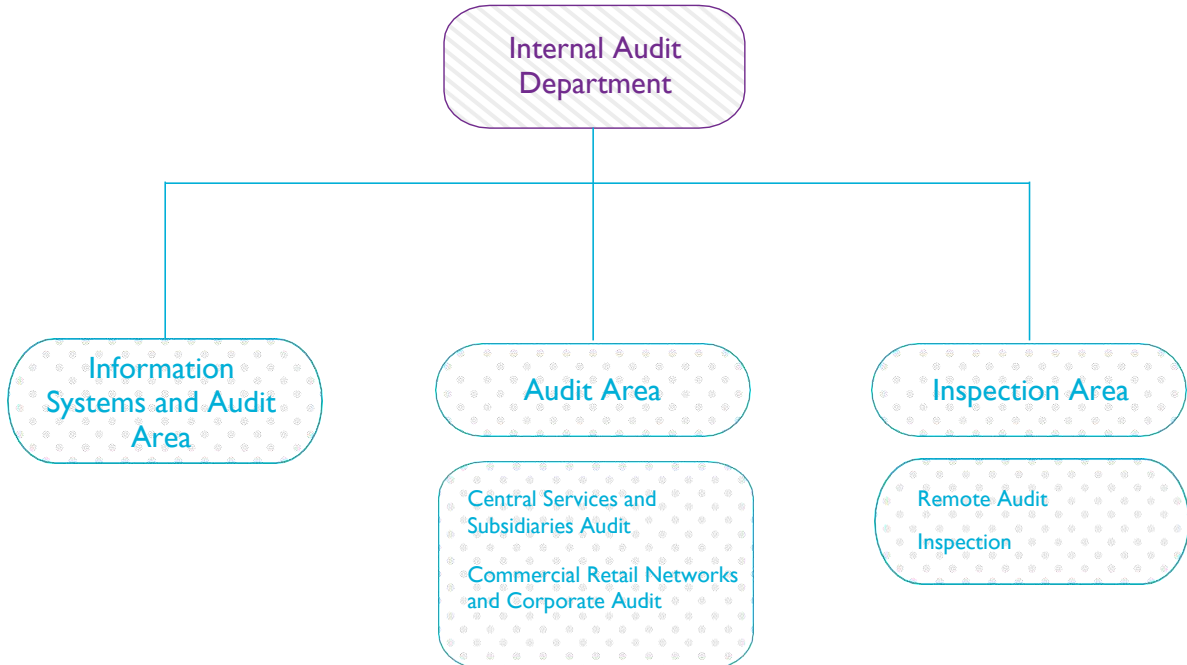 Internal Audit
Department
Information
Systems and Audit
Area
Audit Area
Inspection Area
Central Services and
Subsidiaries Audit
Commercial Retail Networks
and Corporate Audit
Remote Audit
Inspection